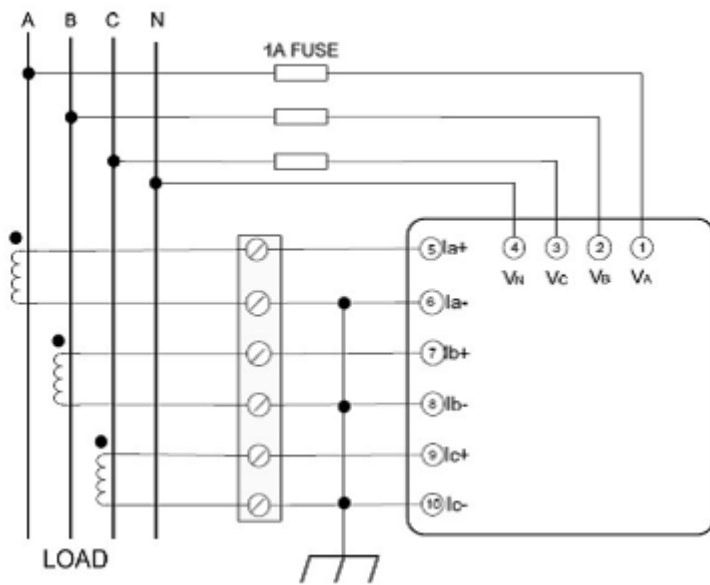 A B C N
1A FUSE
5 Ia+ 4 3 2 1
VN VC VB VA
6 Ia-
7 Ib+
8 Ib-
9 Ic+
10 Ic-
LOAD